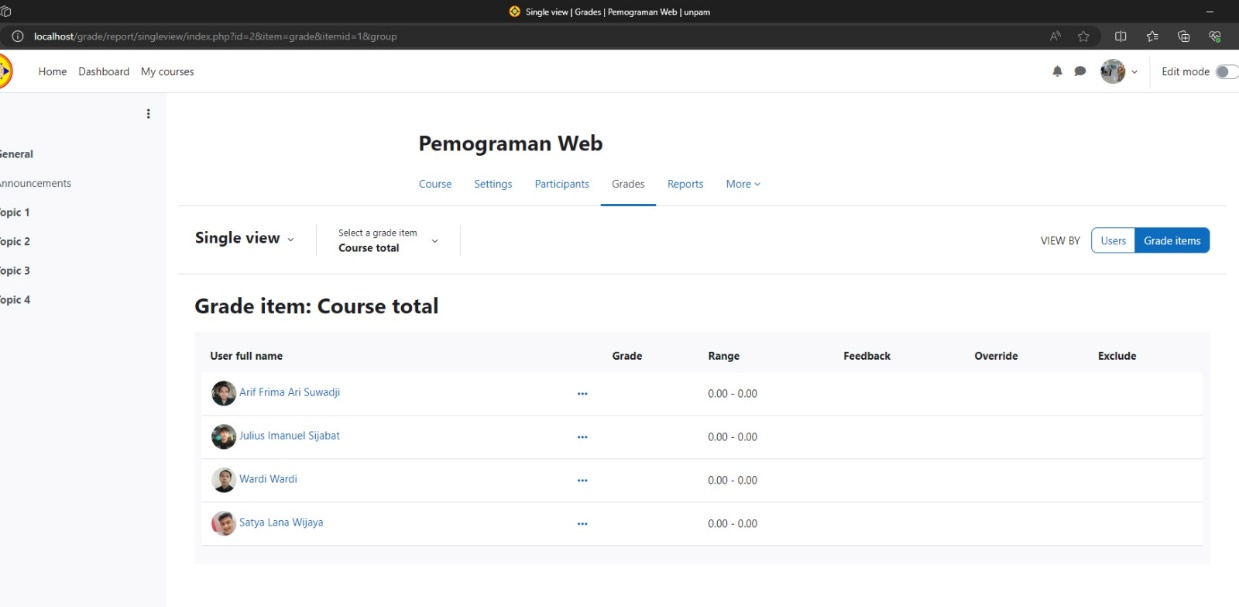 Single view | Grades | Pemograman Web | unpam
localhost/grade/report/singleview/index.php?id=2&item=grade&itemid=1&group
Home Dashboard My courses
Edit mode
General
Announcements
Topic 1
Topic 2
Topic 3
Topic 4
Pemograman Web
Course Settings Participants Grades Reports More
Single view
Select a grade item
Course total
VIEW BY Users Grade items
Grade item: Course total
User full name Grade Range Feedback Override Exclude
Arif Frima Ari Suwadji ... 0.00 - 0.00
Julius Imanuel Sijabat ... 0.00 - 0.00
Wardi Wardi ... 0.00 - 0.00
Satya Lana Wijaya ... 0.00 - 0.00